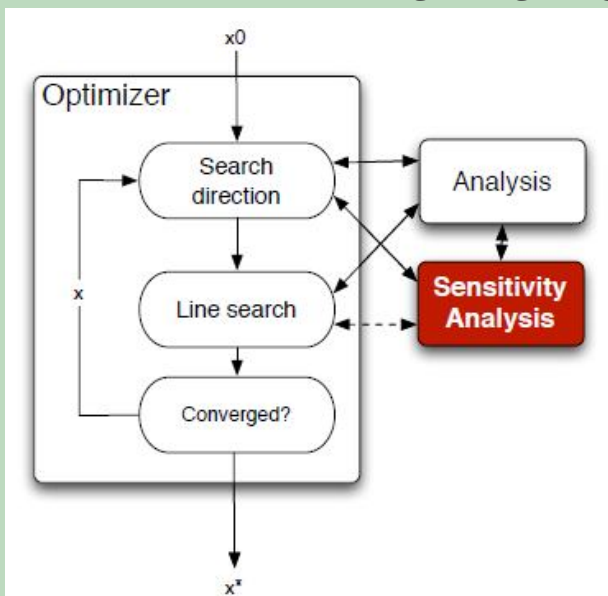 x0
Optimizer
Search
direction
Analysis
x
Line search
Sensitivity
Analysis
Converged?
x*